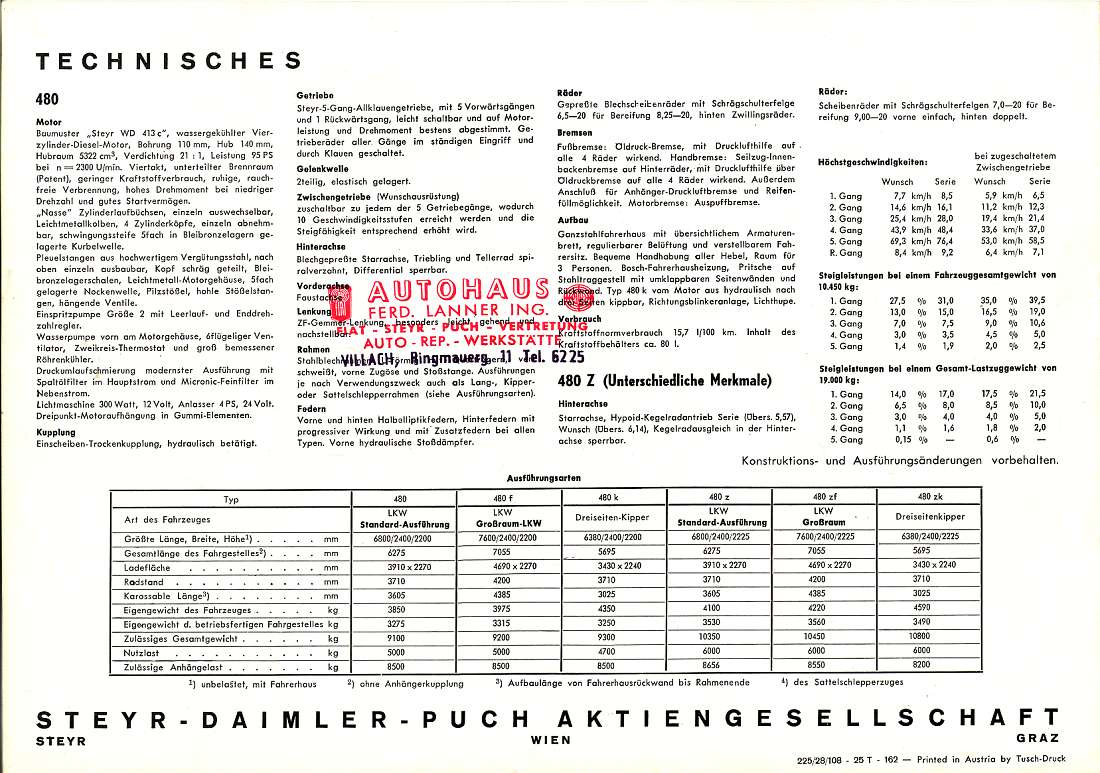 TECHNISCHES
480
Motor
Baumuster „Steyr WD 413c", wassergekühlter Vier-
zylinder-Diesel-Motor, Bohrung 110 mm, Hub 140 mm,
Hubraum 5322 cm³, Verdichtung 21 : 1, Leistung 95 PS
bei n = 2300 U/min. Viertakt, unterteilter Brennraum
(Patent), geringer Kraftstoffverbrauch, ruhige, rauch-
freie Verbrennung, hohes Drehmoment bei niedriger
Drehzahl und gutes Startvermögen.
„Nasse" Zylinderlaufbüchsen, einzeln auswechselbar,
Leichtmetallkolben, 4 Zylinderköpfe, einzeln abnehm-
bar, schwingungssteife 5fach in Bleibronzelagern ge-
lagerte Kurbelwelle.
Pleuelstangen aus hochwertigem Vergütungsstahl, nach
oben einzeln ausbaubar, Kopf schräg geteilt, Blei-
bronzelagerschalen, Leichtmetall-Motorgehäuse, 5fach
gelagerte Nockenwelle, Pilzstößel, hohle Stößelstan-
gen, hängende Ventile.
Einspritzpumpe Größe 2 mit Leerlauf- und Enddreh-
zahlregler.
Wasserpumpe vorn am Motorgehäuse, 6flügeliger Ven-
tilator, Zweikreis-Thermostat und groß bemessener
Röhrenkühler.
Druckumlaufschmierung modernster Ausführung mit
Spaltölfilter im Hauptstrom und Micronic-Feinfilter im
Nebenstrom.
Lichtmaschine 300 Watt, 12 Volt, Anlasser 4 PS, 24 Volt.
Dreipunkt-Motoraufhängung in Gummi-Elementen.
Kupplung
Einscheiben-Trockenkupplung, hydraulisch betätigt.
Getriebe
Steyr-5-Gang-Allklauengetriebe, mit 5 Vorwärtsgängen
und 1 Rückwärtsgang, leicht schaltbar und auf Motor-
leistung und Drehmoment bestens abgestimmt. Ge-
trieberäder aller Gänge im ständigen Eingriff und
durch Klauen geschaltet.
Gelenkwelle
2teilig, elastisch gelagert.
Zwischengetriebe (Wunschausrüstung)
zuschaltbar zu jedem der 5 Getriebegänge, wodurch
10 Geschwindigkeitsstufen erreicht werden und die
Steigfähigkeit entsprechend erhöht wird.
Hinterachse
Blechgepreßte Starrachse, Triebling und Tellerrad spi-
ralverzahnt, Differential sperrbar.
Vorderachse
Faustachse
Lenkung
ZF-Gemmer-Lenkung, besonders leicht gehend und
nachstellbar.
Rahmen
Stahlblech
schweißt, vorne Zugöse und Stoßstange. Ausführungen
je nach Verwendungszweck auch als Lang-, Kipper-
oder Sattelschlepperrahmen (siehe Ausführungsarten).
Federn
Vorne und hinten Halbelliptikfedern, Hinterfedern mit
progressiver Wirkung und mit Zusatzfedern bei allen
Typen. Vorne hydraulische Stoßdämpfer.
AUTOHAUS
FERD. LANNER ING.
FIAT - STEYR - PUCH - VERTRETUNG
AUTO - REP. - WERKSTÄTTE
VILLACH, Ringmauerg. 11 Tel. 6225
Räder
Gepreßte Blechscheibenräder mit Schrägschulterfelge
6,5—20 für Bereifung 8,25—20, hinten Zwillingsräder.
Bremsen
Fußbremse: Öldruck-Bremse, mit Drucklufthilfe auf
alle 4 Räder wirkend. Handbremse: Seilzug-Innen-
backenbremse auf Hinterräder, mit Drucklufthilfe über
Öldruckbremse auf alle 4 Räder wirkend. Außerdem
Anschluß für Anhänger-Druckluftbremse und Reifen-
füllmöglichkeit. Motorbremse: Auspuffbremse.
Aufbau
Ganzstahlfahrerhaus mit übersichtlichem Armaturen-
brett, regulierbarer Belüftung und verstellbarem Fah-
rersitz. Bequeme Handhabung aller Hebel, Raum für
3 Personen. Bosch-Fahrerhausheizung, Pritsche auf
Stahltraggestell mit umklappbaren Seitenwänden und
Rückwand. Typ 480 k vom Motor aus hydraulisch nach
drei Seiten kippbar, Richtungsblinkeranlage, Lichthupe.
Verbrauch
Kraftstoffnormverbrauch 15,7 l/100 km. Inhalt des
Kraftstoffbehälters ca. 80 l.
480 Z (Unterschiedliche Merkmale)
Hinterachse
Starrachse, Hypoid-Kegelradantrieb Serie (Übers. 5,57),
Wunsch (Übers. 6,14), Kegelradausgleich in der Hinter-
achse sperrbar.
Räder:
Scheibenräder mit Schrägschulterfelgen 7,0—20 für Be-
reifung 9,00—20 vorne einfach, hinten doppelt.
Höchstgeschwindigkeiten: bei zugeschaltetem
Zwischengetriebe
Wunsch Serie Wunsch Serie
1. Gang 7,7 km/h 8,5 5,9 km/h 6,5
2. Gang 14,6 km/h 16,1 11,2 km/h 12,3
3. Gang 25,4 km/h 28,0 19,4 km/h 21,4
4. Gang 43,9 km/h 48,4 33,6 km/h 37,0
5. Gang 69,3 km/h 76,4 53,0 km/h 58,5
R. Gang 8,4 km/h 9,2 6,4 km/h 7,1
Steigleistungen bei einem Fahrzeuggesamtgewicht von
10.450 kg:
1. Gang 27,5 % 31,0 35,0 % 39,5
2. Gang 13,0 % 15,0 16,5 % 19,0
3. Gang 7,0 % 7,5 9,0 % 10,6
4. Gang 3,0 % 3,5 4,5 % 5,0
5. Gang 1,4 % 1,9 2,0 % 2,5
Steigleistungen bei einem Gesamt-Lastzuggewicht von
19.000 kg:
1. Gang 14,0 % 17,0 17,5 % 21,5
2. Gang 6,5 % 8,0 8,5 % 10,0
3. Gang 3,0 % 4,0 4,0 % 5,0
4. Gang 1,1 % 1,6 1,8 % 2,0
5. Gang 0,15 % — 0,6 % —
Konstruktions- und Ausführungsänderungen vorbehalten.
Ausführungsarten
Typ 480 480 f 480 k 480 z 480 zf 480 zk
Art des Fahrzeuges LKW Standard-Ausführung LKW Großraum-LKW Dreiseiten-Kipper LKW Standard-Ausführung LKW Großraum Dreiseitenkipper
Größte Länge, Breite, Höhe¹) . . . . . mm 6800/2400/2200 7600/2400/2200 6380/2400/2200 6800/2400/2225 7600/2400/2225 6380/2400/2225
Gesamtlänge des Fahrgestelles²) . . . . mm 6275 7055 5695 6275 7055 5695
Ladefläche . . . . . . . . . . mm 3910 x 2270 4690 x 2270 3430 x 2240 3910 x 2270 4690 x 2270 3430 x 2240
Radstand . . . . . . . . . . . mm 3710 4200 3710 3710 4200 3710
Karossable Länge³) . . . . . . . . mm 3605 4385 3025 3605 4385 3025
Eigengewicht des Fahrzeuges . . . . . kg 3850 3975 4350 4100 4220 4590
Eigengewicht d. betriebsfertigen Fahrgestelles kg 3275 3315 3250 3530 3560 3490
Zulässiges Gesamtgewicht . . . . . . kg 9100 9200 9300 10350 10450 10800
Nutzlast . . . . . . . . . . . kg 5000 5000 4700 6000 6000 6000
Zulässige Anhängelast . . . . . . . kg 8500 8500 8500 8656 8550 8200
¹) unbelastet, mit Fahrerhaus ²) ohne Anhängerkupplung ³) Aufbaulänge von Fahrerhausrückwand bis Rahmenende ⁴) des Sattelschlepperzuges
STEYR-DAIMLER-PUCH AKTIENGESELLSCHAFT
STEYR WIEN GRAZ
225/28/108 - 25 T - 162 — Printed in Austria by Tusch-Druck